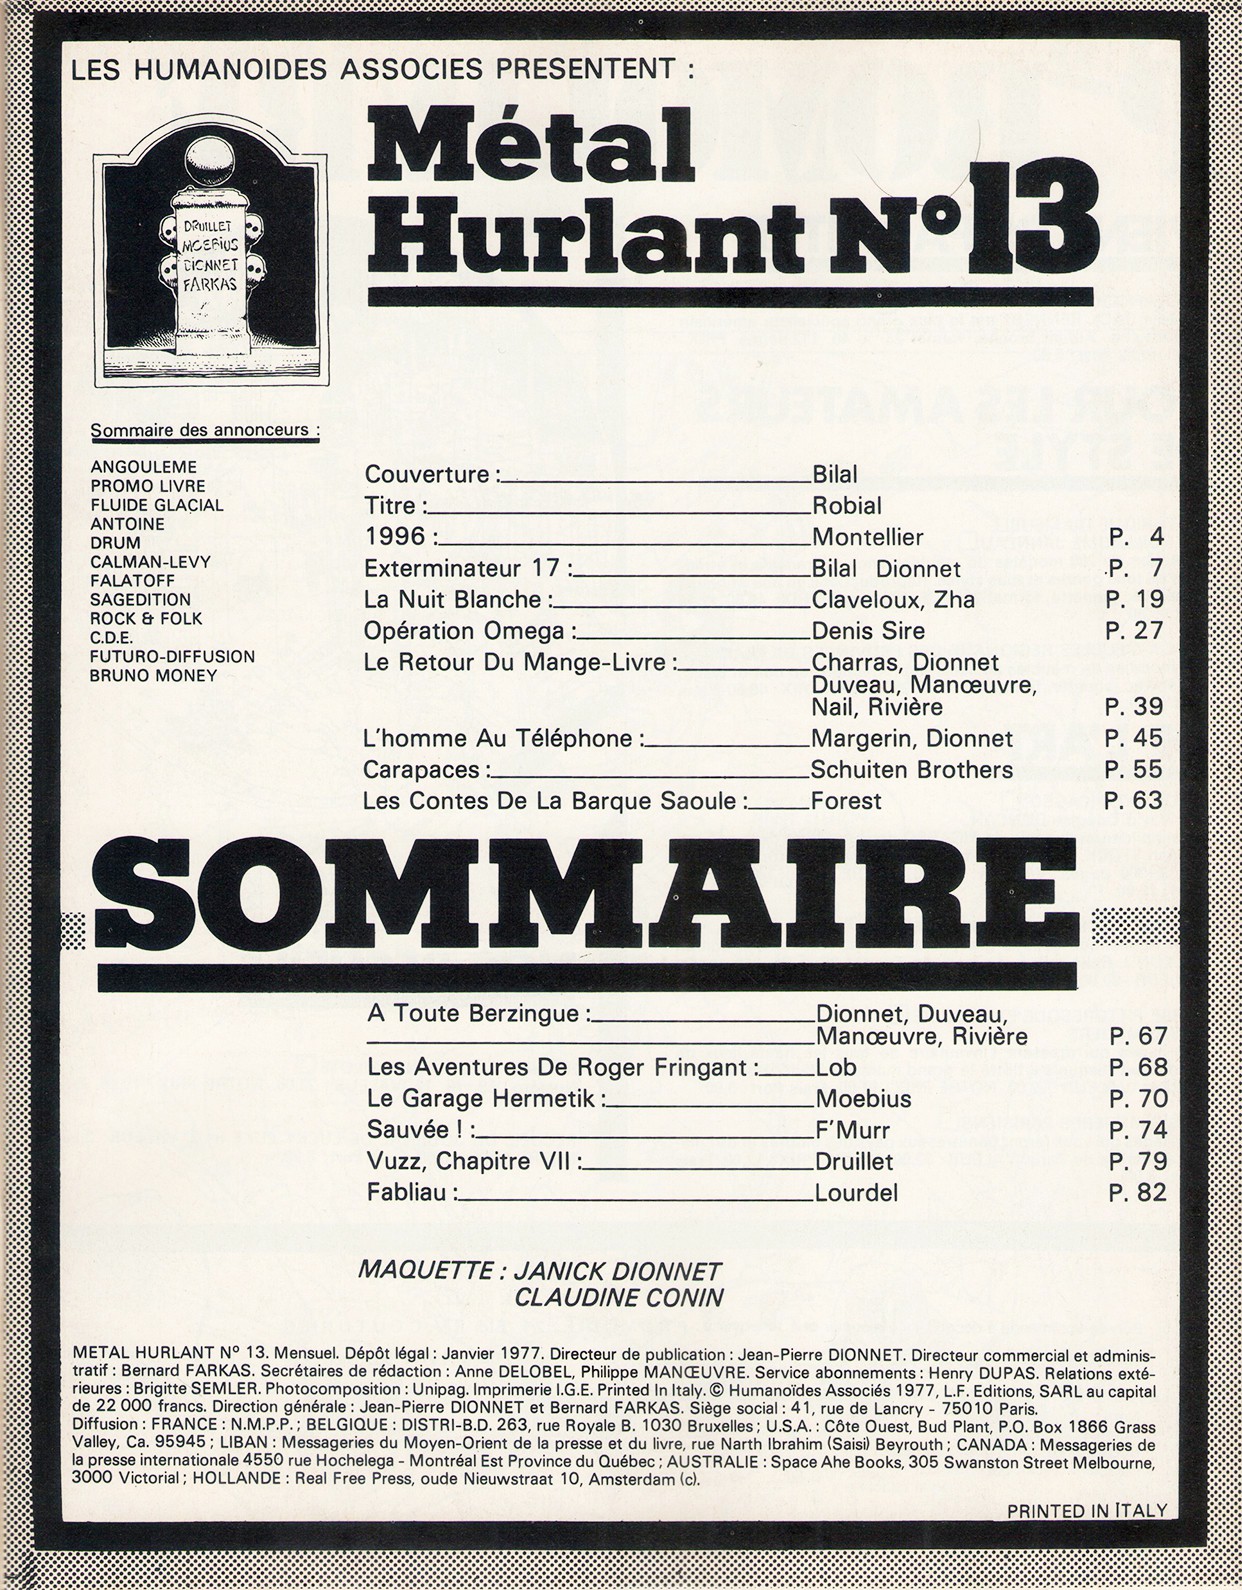 LES HUMANOIDES ASSOCIES PRESENTENT :
Métal
Hurlant Nº13
DRUILLET
MOEBIUS
DIONNET
FARKAS
Sommaire des annonceurs :
ANGOULEME
PROMO LIVRE
FLUIDE GLACIAL
ANTOINE
DRUM
CALMAN-LEVY
FALATOFF
SAGEDITION
ROCK & FOLK
C.D.E.
FUTURO-DIFFUSION
BRUNO MONEY
Couverture : Bilal
Titre : Robial
1996 : Montellier P. 4
Exterminateur 17 : Bilal Dionnet P. 7
La Nuit Blanche : Claveloux, Zha P. 19
Opération Omega : Denis Sire P. 27
Le Retour Du Mange-Livre : Charras, Dionnet
Duveau, Manœuvre,
Nail, Rivière P. 39
L'homme Au Téléphone : Margerin, Dionnet P. 45
Carapaces : Schuiten Brothers P. 55
Les Contes De La Barque Saoule : Forest P. 63
SOMMAIRE
A Toute Berzingue : Dionnet, Duveau,
Manœuvre, Rivière P. 67
Les Aventures De Roger Fringant : Lob P. 68
Le Garage Hermetik : Moebius P. 70
Sauvée ! : F'Murr P. 74
Vuzz, Chapitre VII : Druillet P. 79
Fabliau : Lourdel P. 82
MAQUETTE : JANICK DIONNET
CLAUDINE CONIN
METAL HURLANT Nº 13. Mensuel. Dépôt légal : Janvier 1977. Directeur de publication : Jean-Pierre DIONNET. Directeur commercial et adminis-
tratif : Bernard FARKAS. Secrétaires de rédaction : Anne DELOBEL, Philippe MANŒUVRE. Service abonnements : Henry DUPAS. Relations exté-
rieures : Brigitte SEMLER. Photocomposition : Unipag. Imprimerie I.G.E. Printed In Italy. © Humanoïdes Associés 1977, L.F. Editions, SARL au capital
de 22 000 francs. Direction générale : Jean-Pierre DIONNET et Bernard FARKAS. Siège social : 41, rue de Lancry - 75010 Paris.
Diffusion : FRANCE : N.M.P.P. ; BELGIQUE : DISTRI-B.D. 263, rue Royale B. 1030 Bruxelles ; U.S.A. : Côte Ouest, Bud Plant, P.O. Box 1866 Grass
Valley, Ca. 95945 ; LIBAN : Messageries du Moyen-Orient de la presse et du livre, rue Narth Ibrahim (Saisi) Beyrouth ; CANADA : Messageries de
la presse internationale 4550 rue Hochelega - Montréal Est Province du Québec ; AUSTRALIE : Space Ahe Books, 305 Swanston Street Melbourne,
3000 Victorial ; HOLLANDE : Real Free Press, oude Nieuwstraat 10, Amsterdam (c).
PRINTED IN ITALY